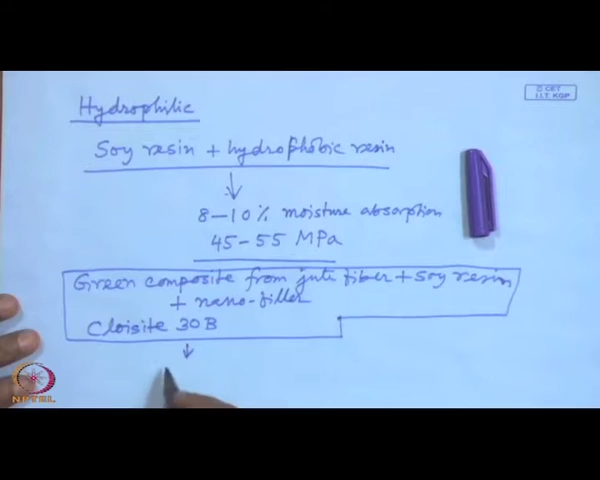 © CET
I.I.T. KGP
Hydrophilic
Soy resin + hydrophobic resin
8-10% moisture absorption
45-55 MPa
Green composite from jute fiber + Soy resin
+ nano-filler
Cloisite 30B
NPTEL